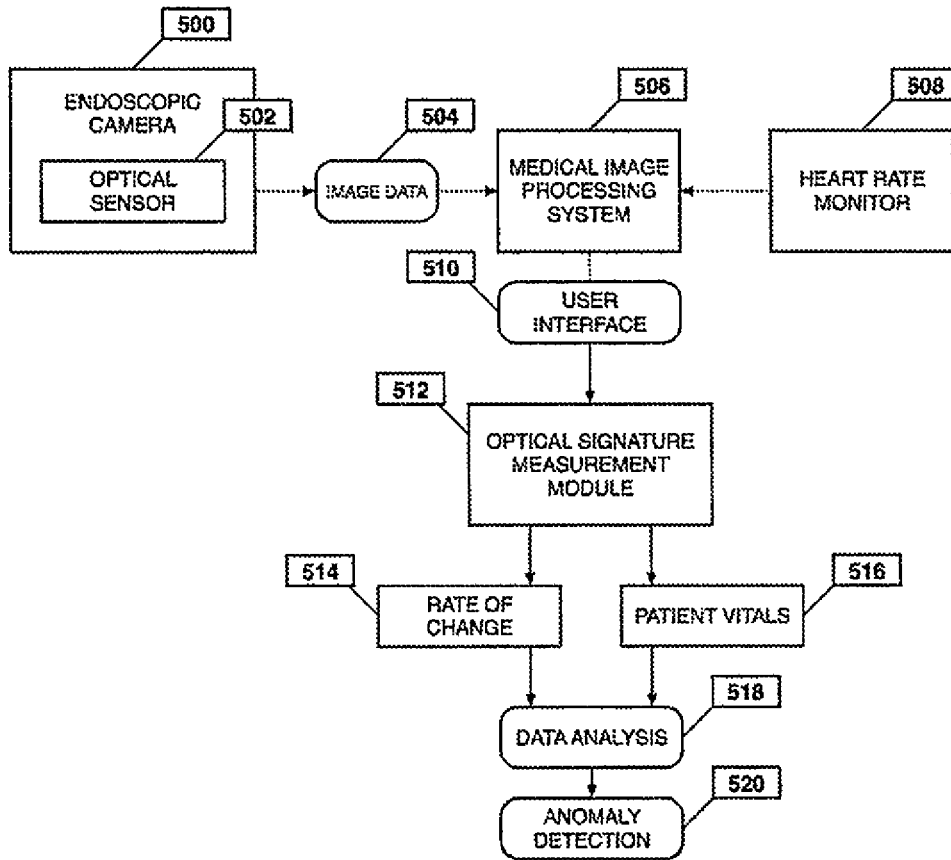 500
ENDOSCOPIC
CAMERA
502
OPTICAL
SENSOR
504
IMAGE DATA
506
MEDICAL IMAGE
PROCESSING
SYSTEM
508
HEART RATE
MONITOR
510
USER
INTERFACE
512
OPTICAL SIGNATURE
MEASUREMENT
MODULE
514
RATE OF
CHANGE
516
PATIENT VITALS
518
DATA ANALYSIS
520
ANOMALY
DETECTION